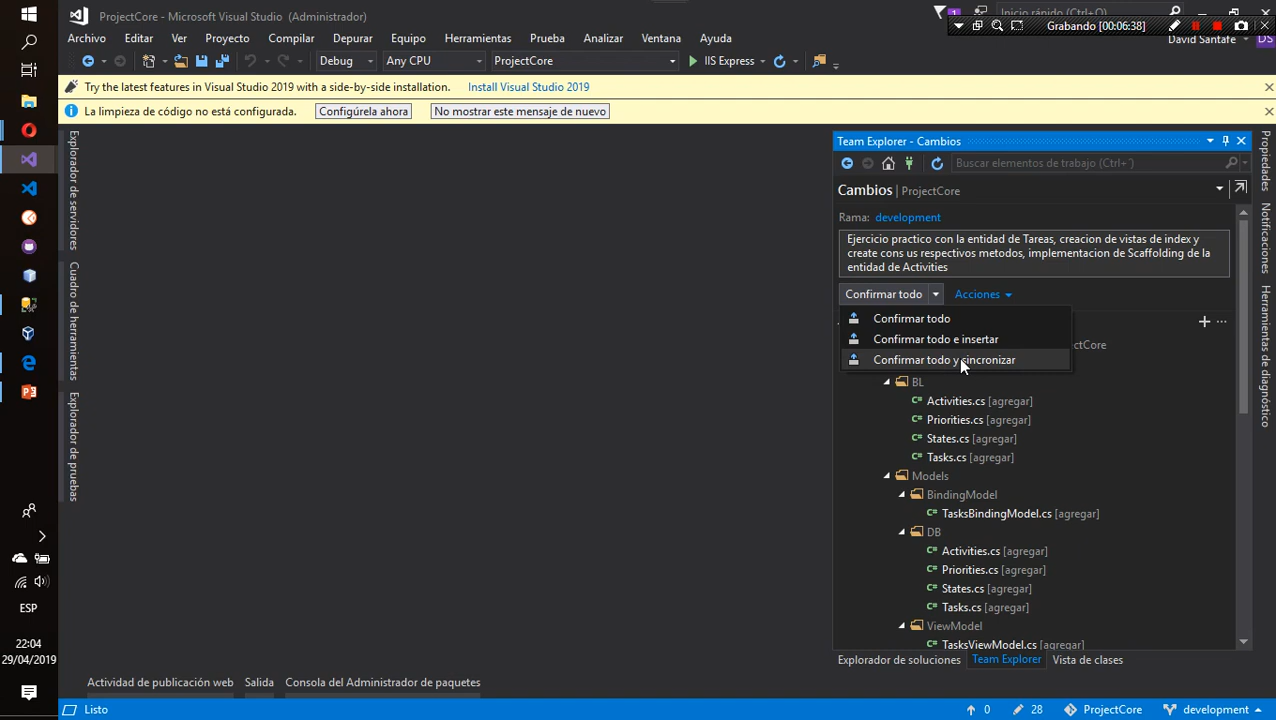 ProjectCore - Microsoft Visual Studio (Administrador)
1
Inicio rápido (Ctrl+)
Grabando [00:06:38]
Archivo Editar Ver Proyecto Compilar Depurar Equipo Herramientas Prueba Analizar Ventana Ayuda
David Santafe DS
Debug Any CPU ProjectCore IIS Express
Try the latest features in Visual Studio 2019 with a side-by-side installation. Install Visual Studio 2019
La limpieza de código no está configurada. Configúrela ahora No mostrar este mensaje de nuevo
Explorador de servidores
Cuadro de herramientas
Explorador de pruebas
Team Explorer - Cambios
Buscar elementos de trabajo (Ctrl+´)
Cambios | ProjectCore
Rama: development
Ejercicio practico con la entidad de Tareas, creacion de vistas de index y
create cons us respectivos metodos, implementacion de Scaffolding de la
entidad de Activities
Confirmar todo Acciones
Confirmar todo
Confirmar todo e insertar
ctCore
Confirmar todo y sincronizar
BL
Activities.cs [agregar]
Priorities.cs [agregar]
States.cs [agregar]
Tasks.cs [agregar]
Models
BindingModel
TasksBindingModel.cs [agregar]
DB
Activities.cs [agregar]
Priorities.cs [agregar]
States.cs [agregar]
Tasks.cs [agregar]
ViewModel
TasksViewModel.cs [agregar]
Explorador de soluciones Team Explorer Vista de clases
Propiedades
Notificaciones
Herramientas de diagnóstico
ESP
22:04
29/04/2019
Actividad de publicación web Salida Consola del Administrador de paquetes
Listo 0 28 ProjectCore development